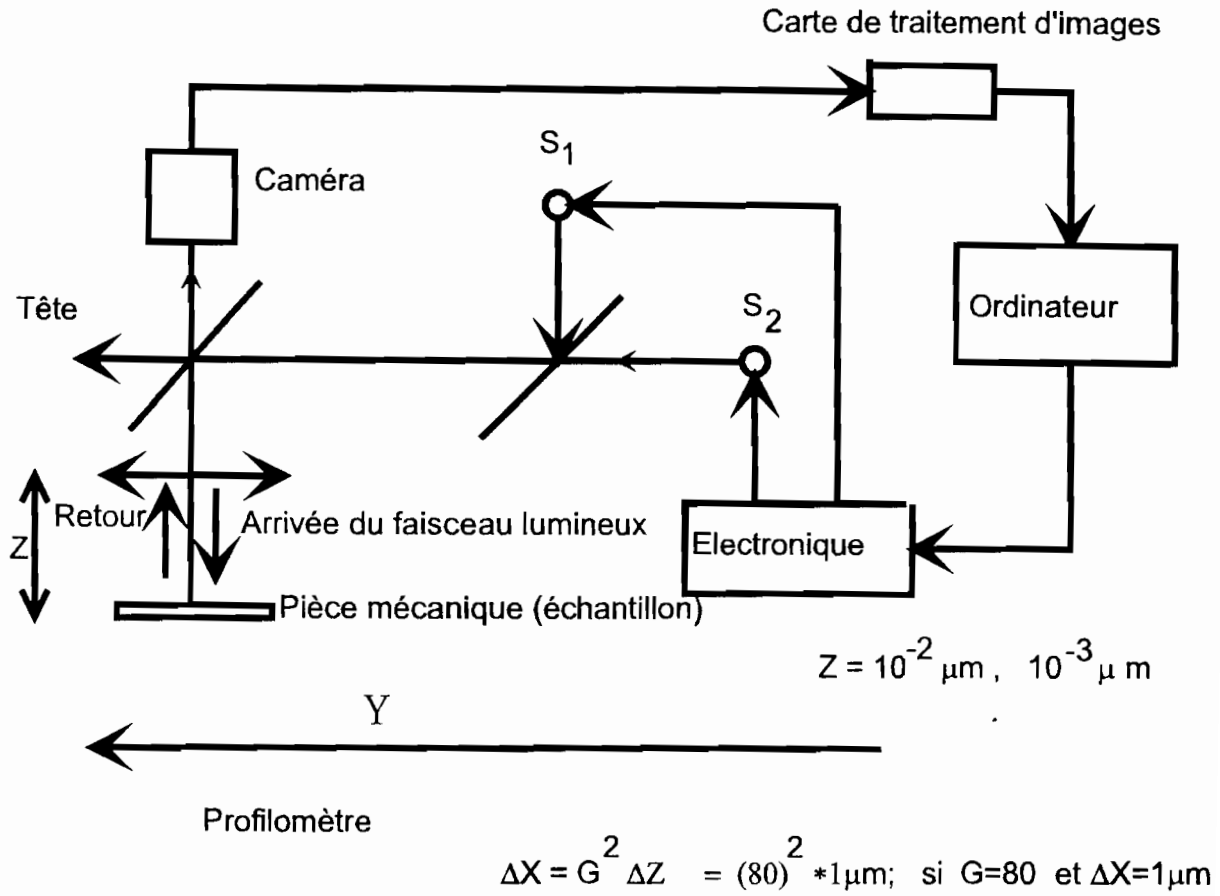 Carte de traitement d'images
S1
Caméra
Tête
S2
Ordinateur
Retour
Arrivée du faisceau lumineux
Z
Electronique
Pièce mécanique (échantillon)
Z = 10^-2 µm , 10^-3 µ m
Y
Profilomètre
ΔX = G^2 ΔZ = (80)^2 *1µm; si G=80 et ΔX=1µm